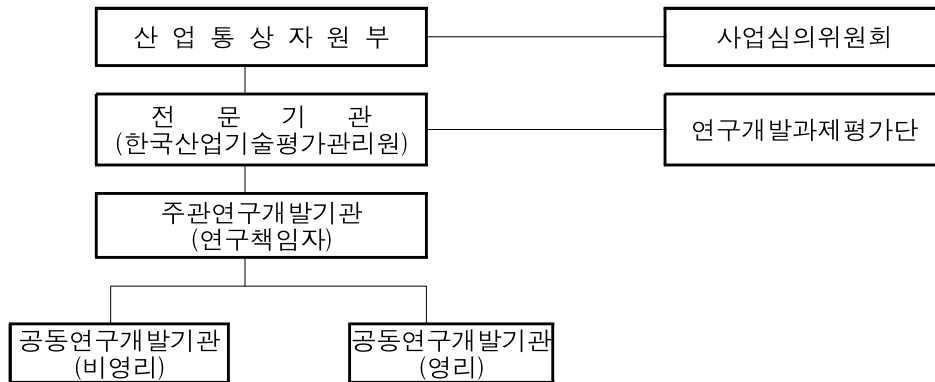 산 업 통 상 자 원 부
사업심의위원회
전 문 기 관
(한국산업기술평가관리원)
연구개발과제평가단
주관연구개발기관
(연구책임자)
공동연구개발기관
(비영리)
공동연구개발기관
(영리)